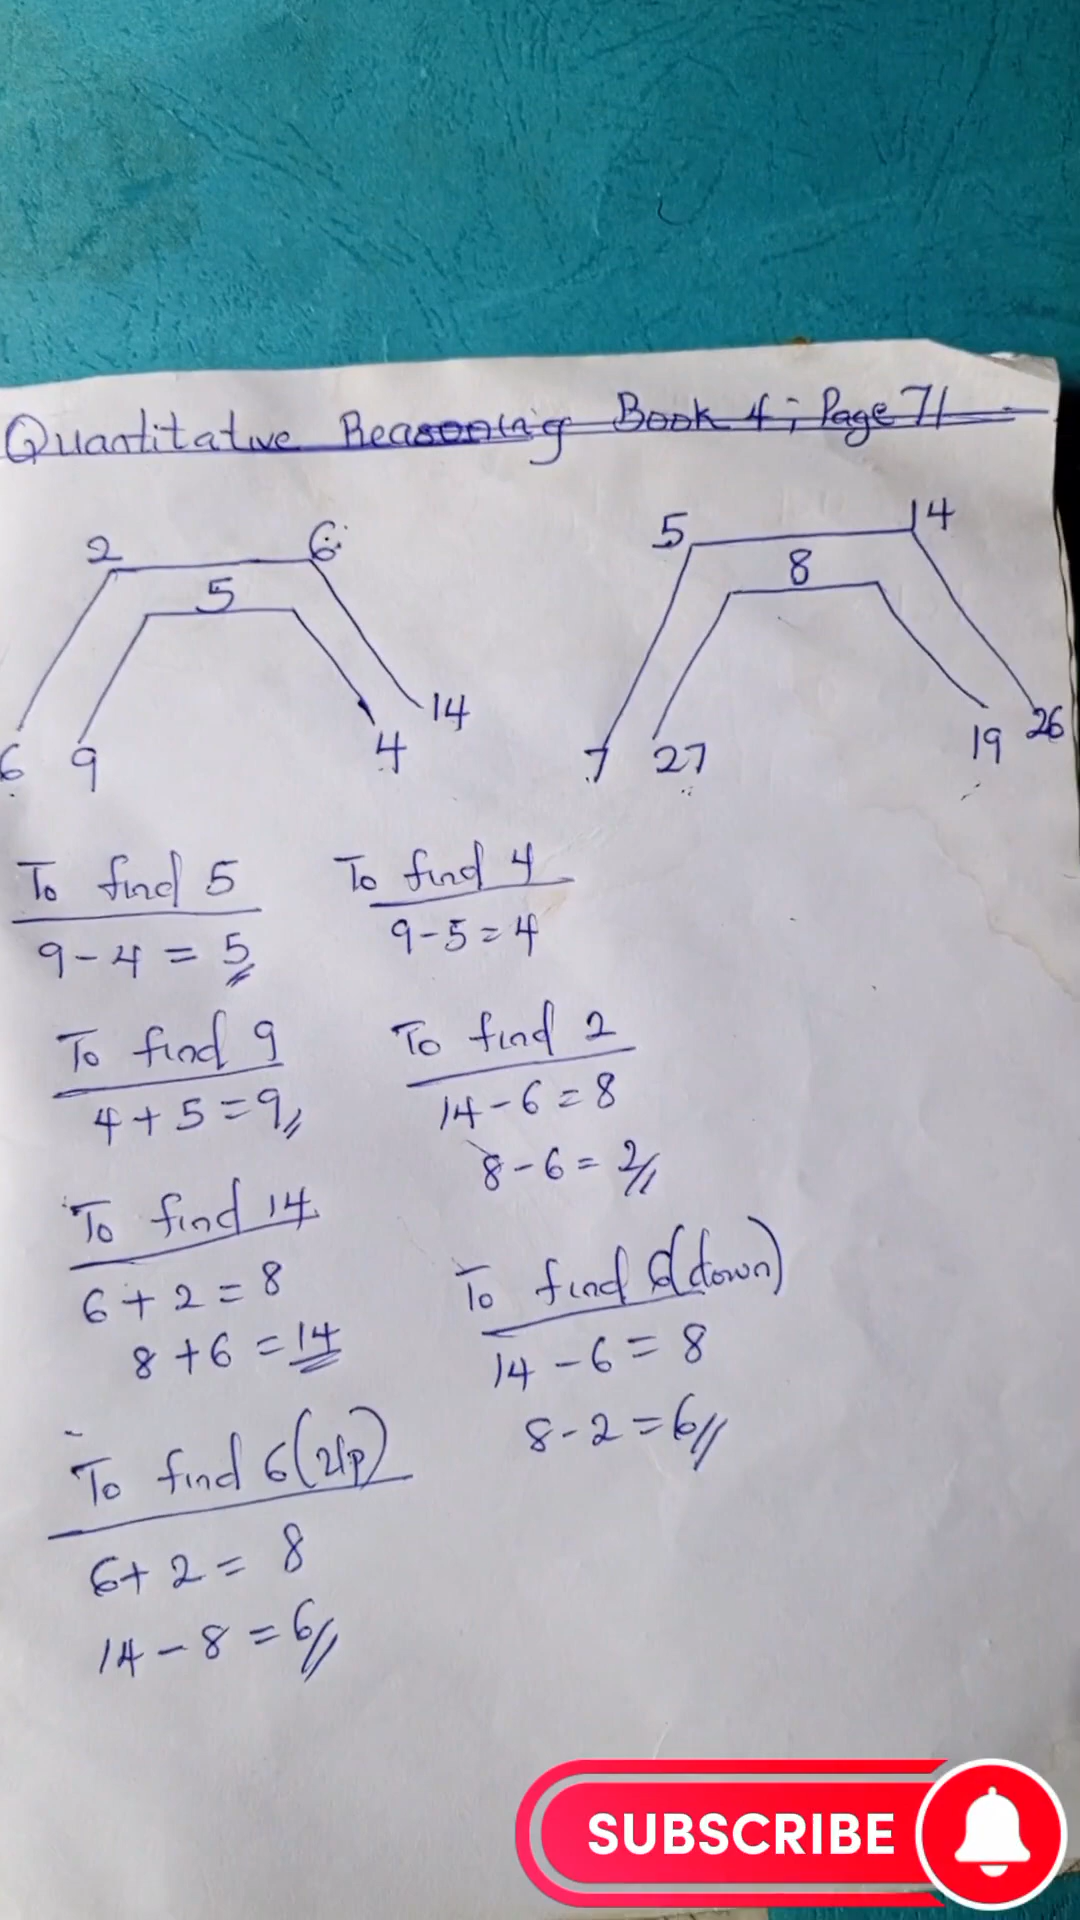 Quantitative Reasoning Book 4; Page 71
2 6
5
6 9 4 14
5 14
8
7 27 19 26
To find 5
9 - 4 = 5
To find 9
4 + 5 = 9
To find 14
6 + 2 = 8
8 + 6 = 14
To find 6 (up)
6 + 2 = 8
14 - 8 = 6
To find 4
9 - 5 = 4
To find 2
14 - 6 = 8
8 - 6 = 2
To find 6 (down)
14 - 6 = 8
8 - 2 = 6
SUBSCRIBE